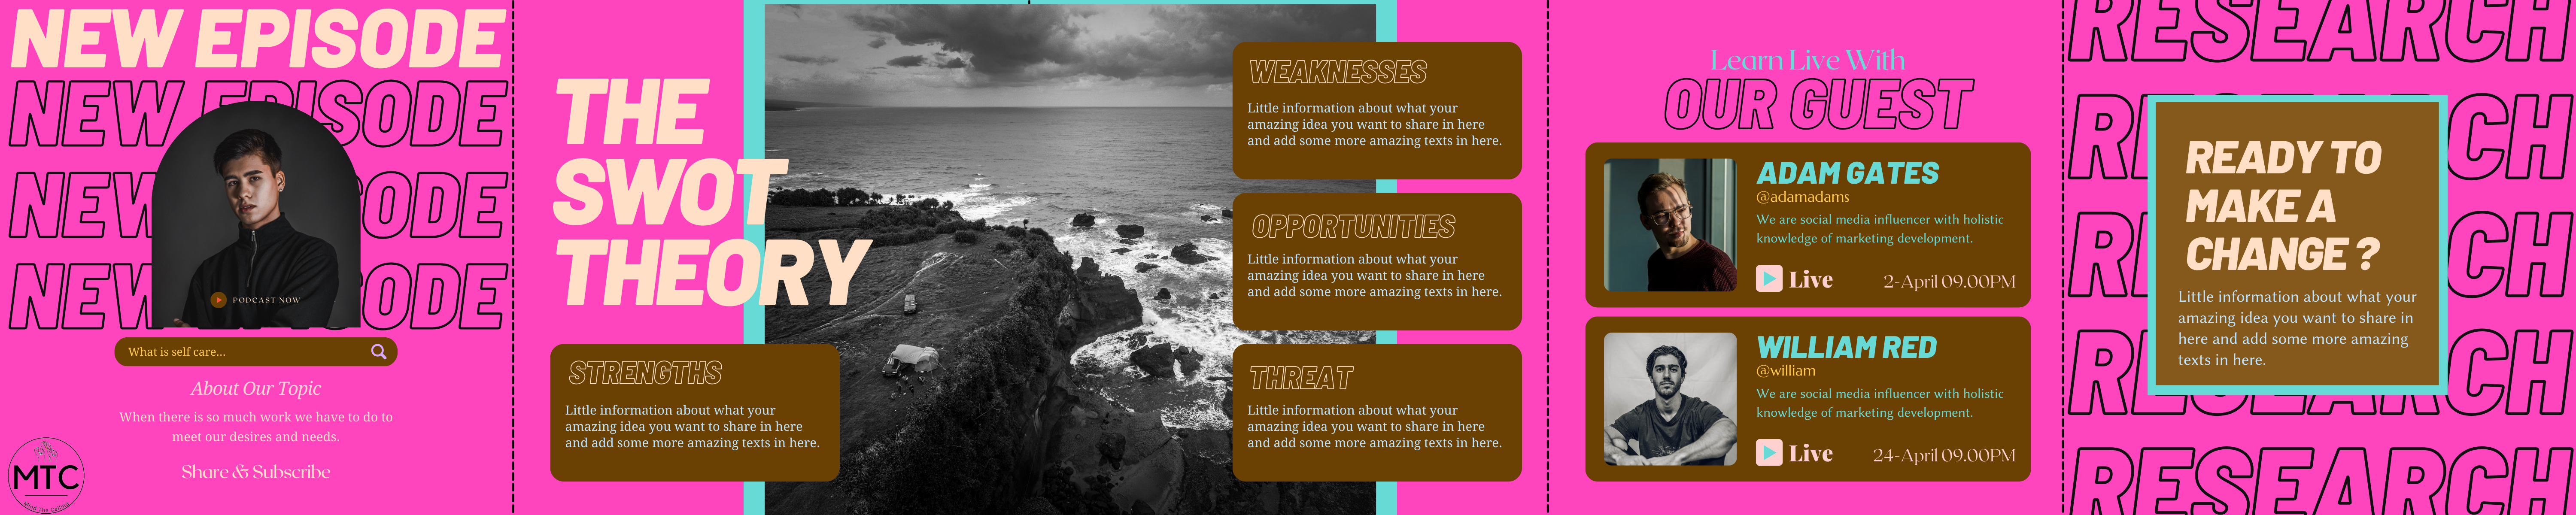 NEW EPISODE
NEW EPISODE
NEW
ODE
NEW
ODE
PODCAST NOW
What is self care...
About Our Topic
When there is so much work we have to do to
meet our desires and needs.
Share & Subscribe
MTC
Mind The Ceiling
THE
SWOT
THEORY
STRENGTHS
Little information about what your
amazing idea you want to share in here
and add some more amazing texts in here.
WEAKNESSES
Little information about what your
amazing idea you want to share in here
and add some more amazing texts in here.
OPPORTUNITIES
Little information about what your
amazing idea you want to share in here
and add some more amazing texts in here.
THREAT
Little information about what your
amazing idea you want to share in here
and add some more amazing texts in here.
Learn Live With
OUR GUEST
ADAM GATES
@adamadams
We are social media influencer with holistic
knowledge of marketing development.
Live
2-April 09.00PM
WILLIAM RED
@william
We are social media influencer with holistic
knowledge of marketing development.
Live
24-April 09.00PM
RESEARCH
RESEARCH
READY TO
MAKE A
CHANGE ?
Little information about what your
amazing idea you want to share in
here and add some more amazing
texts in here.
R
CH
R
CH
RESEARCH